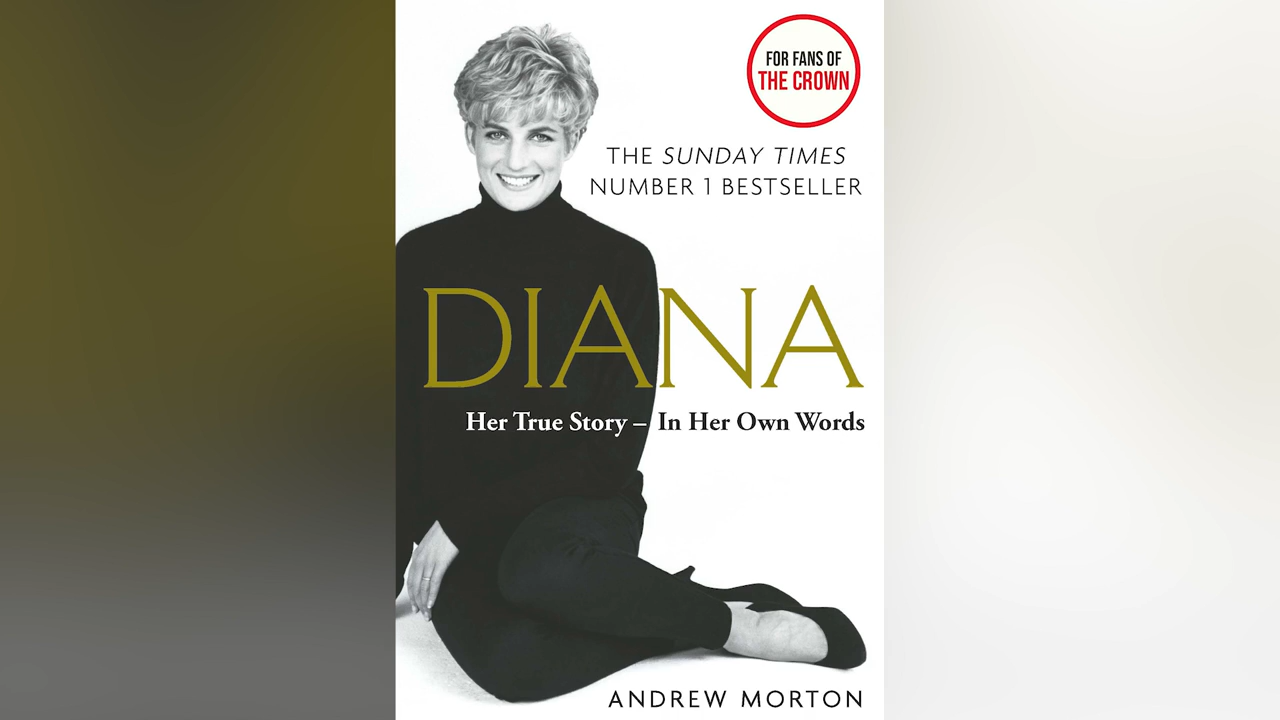 FOR FANS OF
THE CROWN
THE SUNDAY TIMES
NUMBER 1 BESTSELLER
DIANA
Her True Story – In Her Own Words
ANDREW MORTON